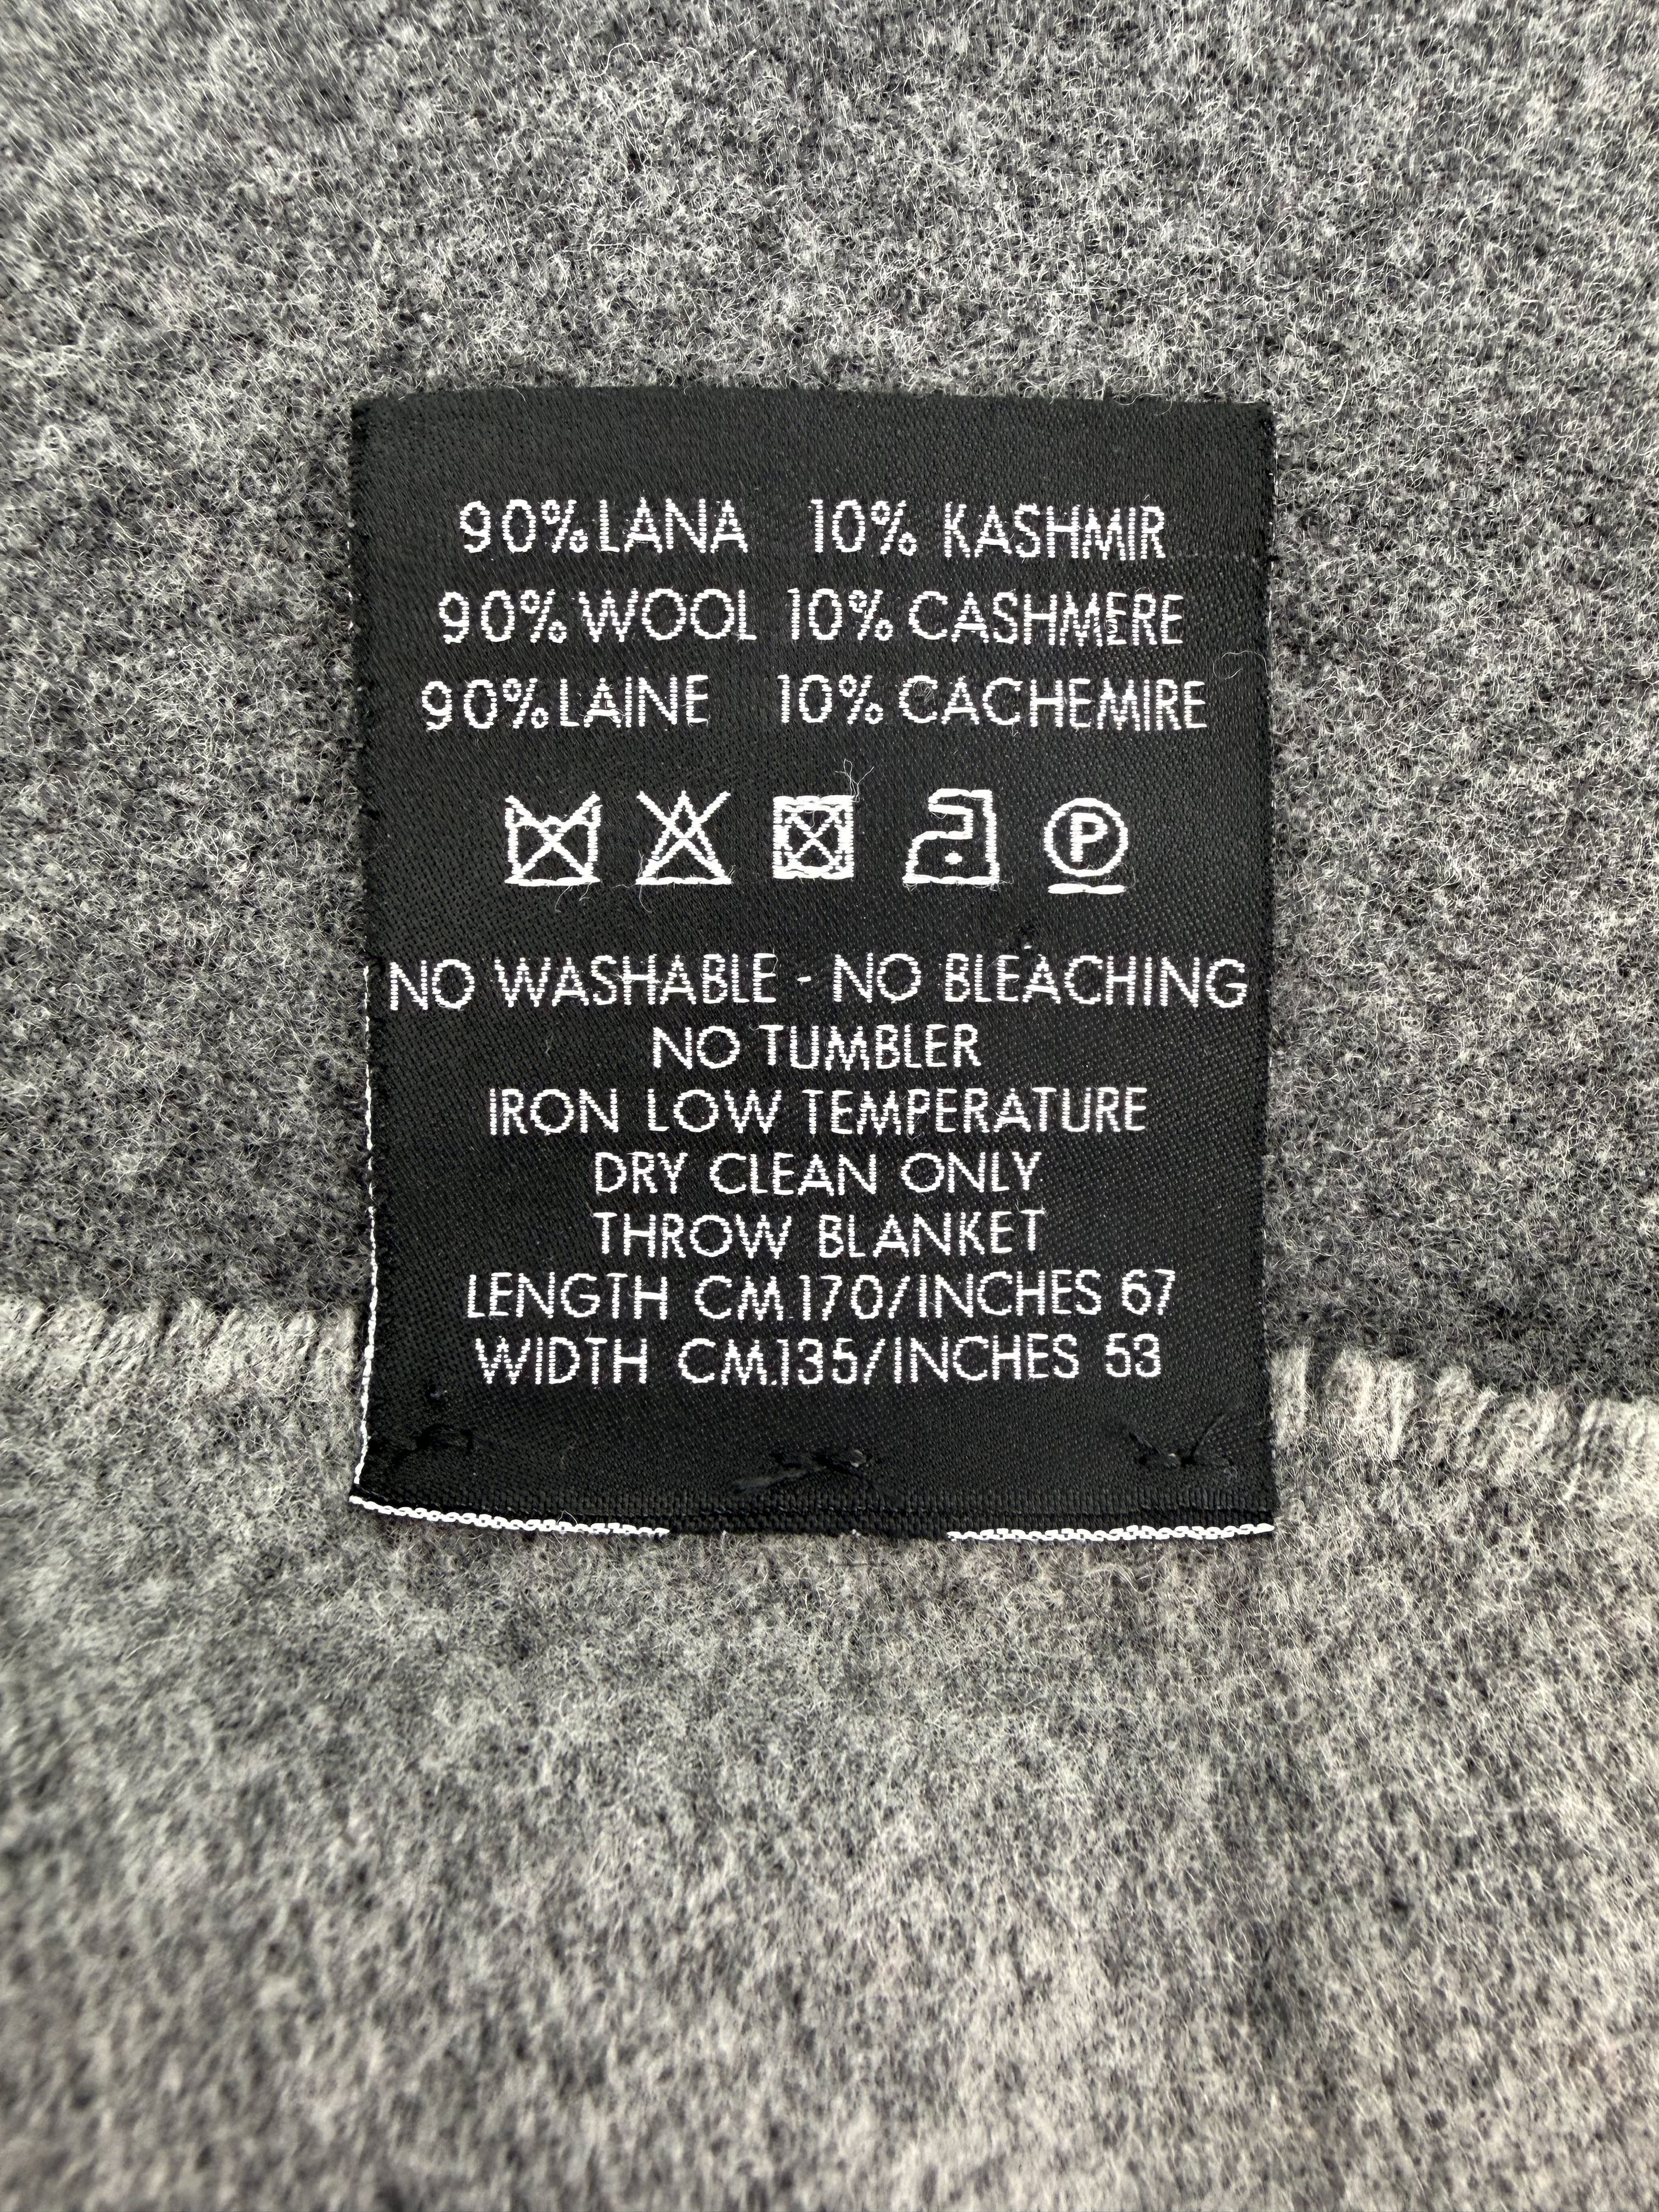 90% LANA 10% KASHMIR
90% WOOL 10% CASHMERE
90% LAINE 10% CACHEMIRE
P
NO WASHABLE - NO BLEACHING
NO TUMBLER
IRON LOW TEMPERATURE
DRY CLEAN ONLY
THROW BLANKET
LENGTH CM.170/INCHES 67
WIDTH CM.135/INCHES 53